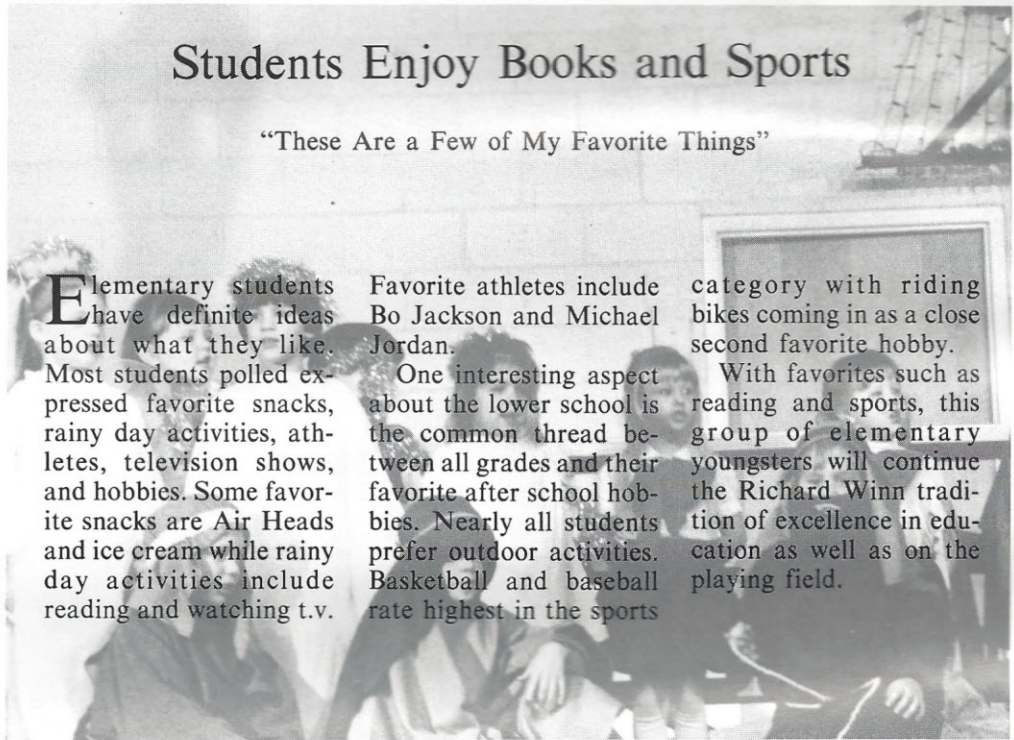 Students Enjoy Books and Sports
“These Are a Few of My Favorite Things”
Elementary students
have definite ideas
about what they like.
Most students polled ex-
pressed favorite snacks,
rainy day activities, ath-
letes, television shows,
and hobbies. Some favor-
ite snacks are Air Heads
and ice cream while rainy
day activities include
reading and watching t.v.
Favorite athletes include
Bo Jackson and Michael
Jordan.
One interesting aspect
about the lower school is
the common thread be-
tween all grades and their
favorite after school hob-
bies. Nearly all students
prefer outdoor activities.
Basketball and baseball
rate highest in the sports
category with riding
bikes coming in as a close
second favorite hobby.
With favorites such as
reading and sports, this
group of elementary
youngsters will continue
the Richard Winn tradi-
tion of excellence in edu-
cation as well as on the
playing field.